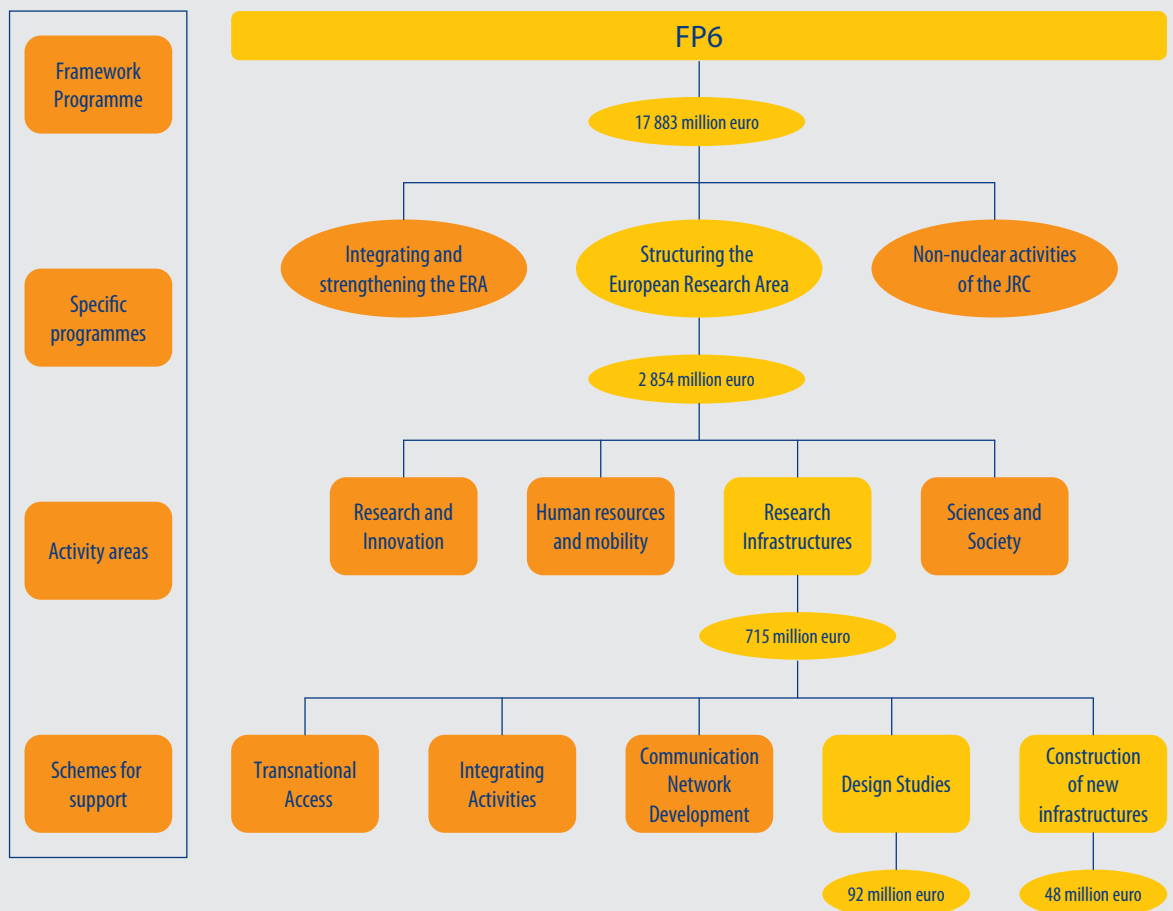 FP6
Framework
Programme
17 883 million euro
Integrating and
strengthening the ERA
Structuring the
European Research Area
Non-nuclear activities
of the JRC
Specific
programmes
2 854 million euro
Activity areas
Research and
Innovation
Human resources
and mobility
Research
Infrastructures
Sciences and
Society
715 million euro
Schemes for
support
Transnational
Access
Integrating
Activities
Communication
Network
Development
Design Studies
Construction
of new
infrastructures
92 million euro
48 million euro